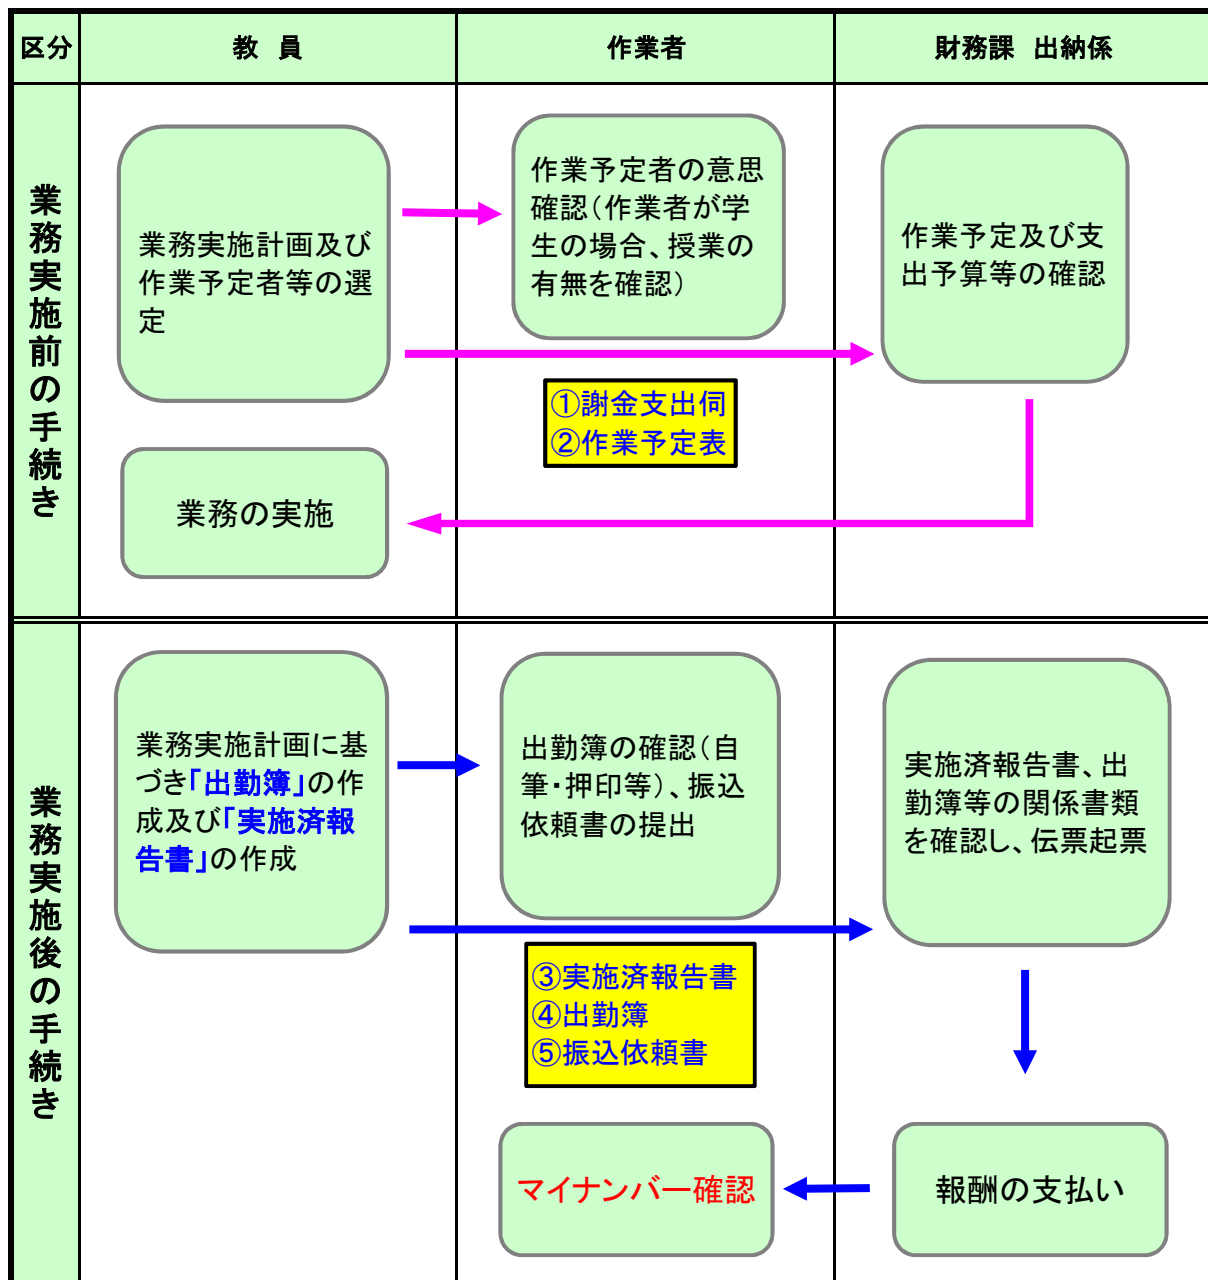 区分
教 員
作業者
財務課 出納係
業務実施前の手続き
業務実施計画及び
作業予定者等の選
定
作業予定者の意思
確認(作業者が学
生の場合、授業の
有無を確認)
作業予定及び支
出予算等の確認
①謝金支出伺
②作業予定表
業務の実施
業務実施後の手続き
業務実施計画に基
づき「出勤簿」の作
成及び「実施済報
告書」の作成
出勤簿の確認(自
筆・押印等)、振込
依頼書の提出
実施済報告書、出
勤簿等の関係書類
を確認し、伝票起票
③実施済報告書
④出勤簿
⑤振込依頼書
マイナンバー確認
報酬の支払い